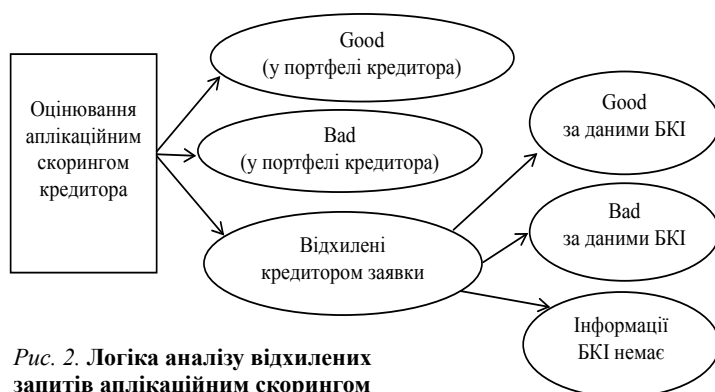 Оцінювання
аплікаційним
скорингом
кредитора
Good
(у портфелі кредитора)
Bad
(у портфелі кредитора)
Відхилені
кредитором заявки
Good
за даними БКІ
Bad
за даними БКІ
Інформації
БКІ немає
Рис. 2. Логіка аналізу відхилених
запитів аплікаційним скорингом